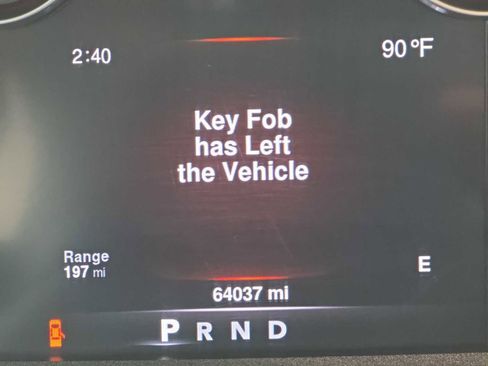 2:40
90°F
Key Fob
has Left
the Vehicle
Range
197 mi
E
64037 mi
P R N D